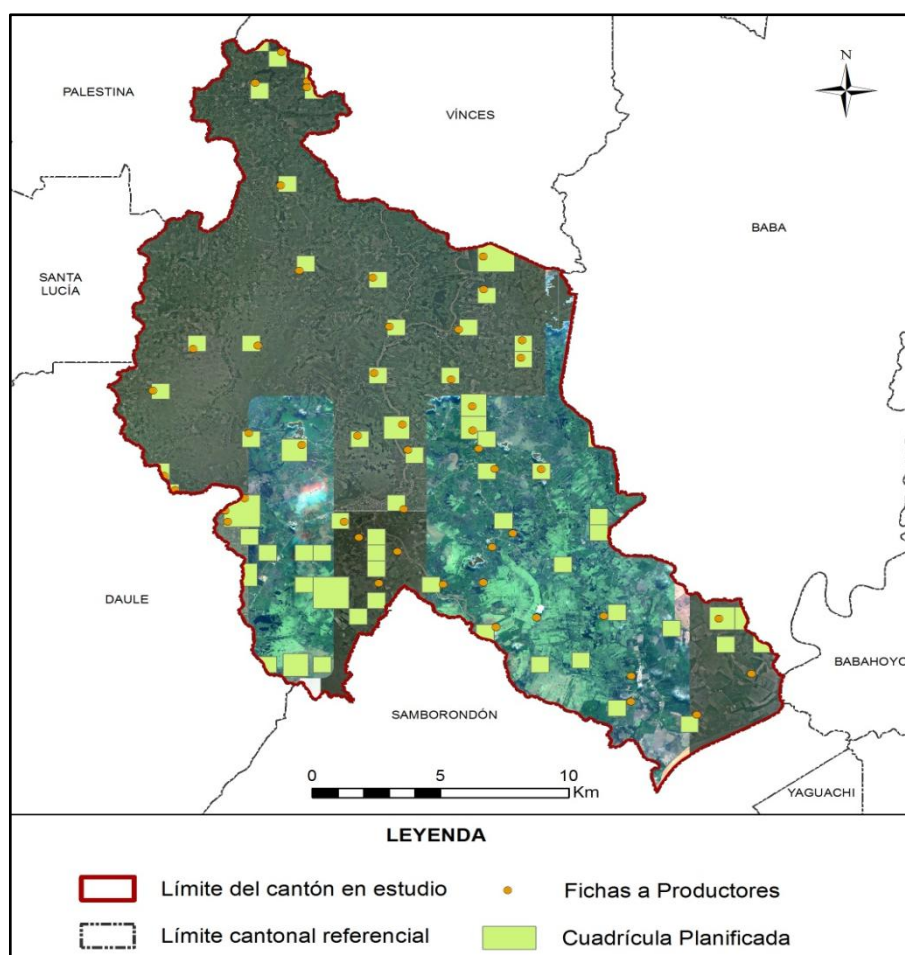 N
PALESTINA
VÍNCES
BABA
SANTA
LUCÍA
DAULE
BABAHOYO
SAMBORONDÓN
YAGUACHI
0 5 10
Km
LEYENDA
Límite del cantón en estudio
Fichas a Productores
Límite cantonal referencial
Cuadrícula Planificada